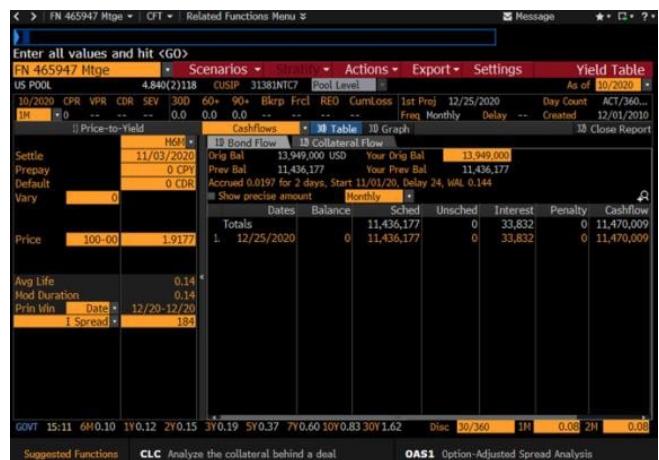 < > FN 465947 Mtge CFT Related Functions Menu Message
Enter all values and hit <GO>
FN 465947 Mtge Scenarios Stratify Actions Export Settings Yield Table
US POOL 4.840(2)118 CUSIP 31381NTC7 Pool Level As of 10/2020
10/2020 CPR VPR CDR SEV 30D 60+ 90+ Bkrp Frcl REO CumLoss 1st Proj 12/25/2020 Day Count ACT/360...
1M 0 -- -- -- 0.0 0.0 0.0 -- -- -- -- Freq Monthly Delay -- Created 12/01/2010
1) Price-to-Yield Cashflows Table Graph Close Report
H6M Bond Flow Collateral Flow
Settle 11/03/2020 Orig Bal 13,949,000 USD Your Orig Bal 13,949,000
Prepay 0 CPY Prev Bal 11,436,177 Your Prev Bal 11,436,177
Default 0 CDR Accrued 0.0197 for 2 days, Start 11/01/20, Delay 24, WAL 0.144
Vary 0 Show precise amount Monthly
Dates Balance Sched Unsched Interest Penalty Cashflow
Totals 11,436,177 0 33,832 0 11,470,009
Price 100-00 1.9177 1. 12/25/2020 0 11,436,177 0 33,832 0 11,470,009
Avg Life 0.14
Mod Duration 0.14
Prin Win Date 12/20-12/20
I Spread 184
GOVT 15:11 6M0.10 1Y0.12 2Y0.15 3Y0.19 5Y0.37 7Y0.60 10Y0.83 30Y1.62 Disc 30/360 1M 0.08 2M 0.08
Suggested Functions CLC Analyze the collateral behind a deal OAS1 Option-Adjusted Spread Analysis